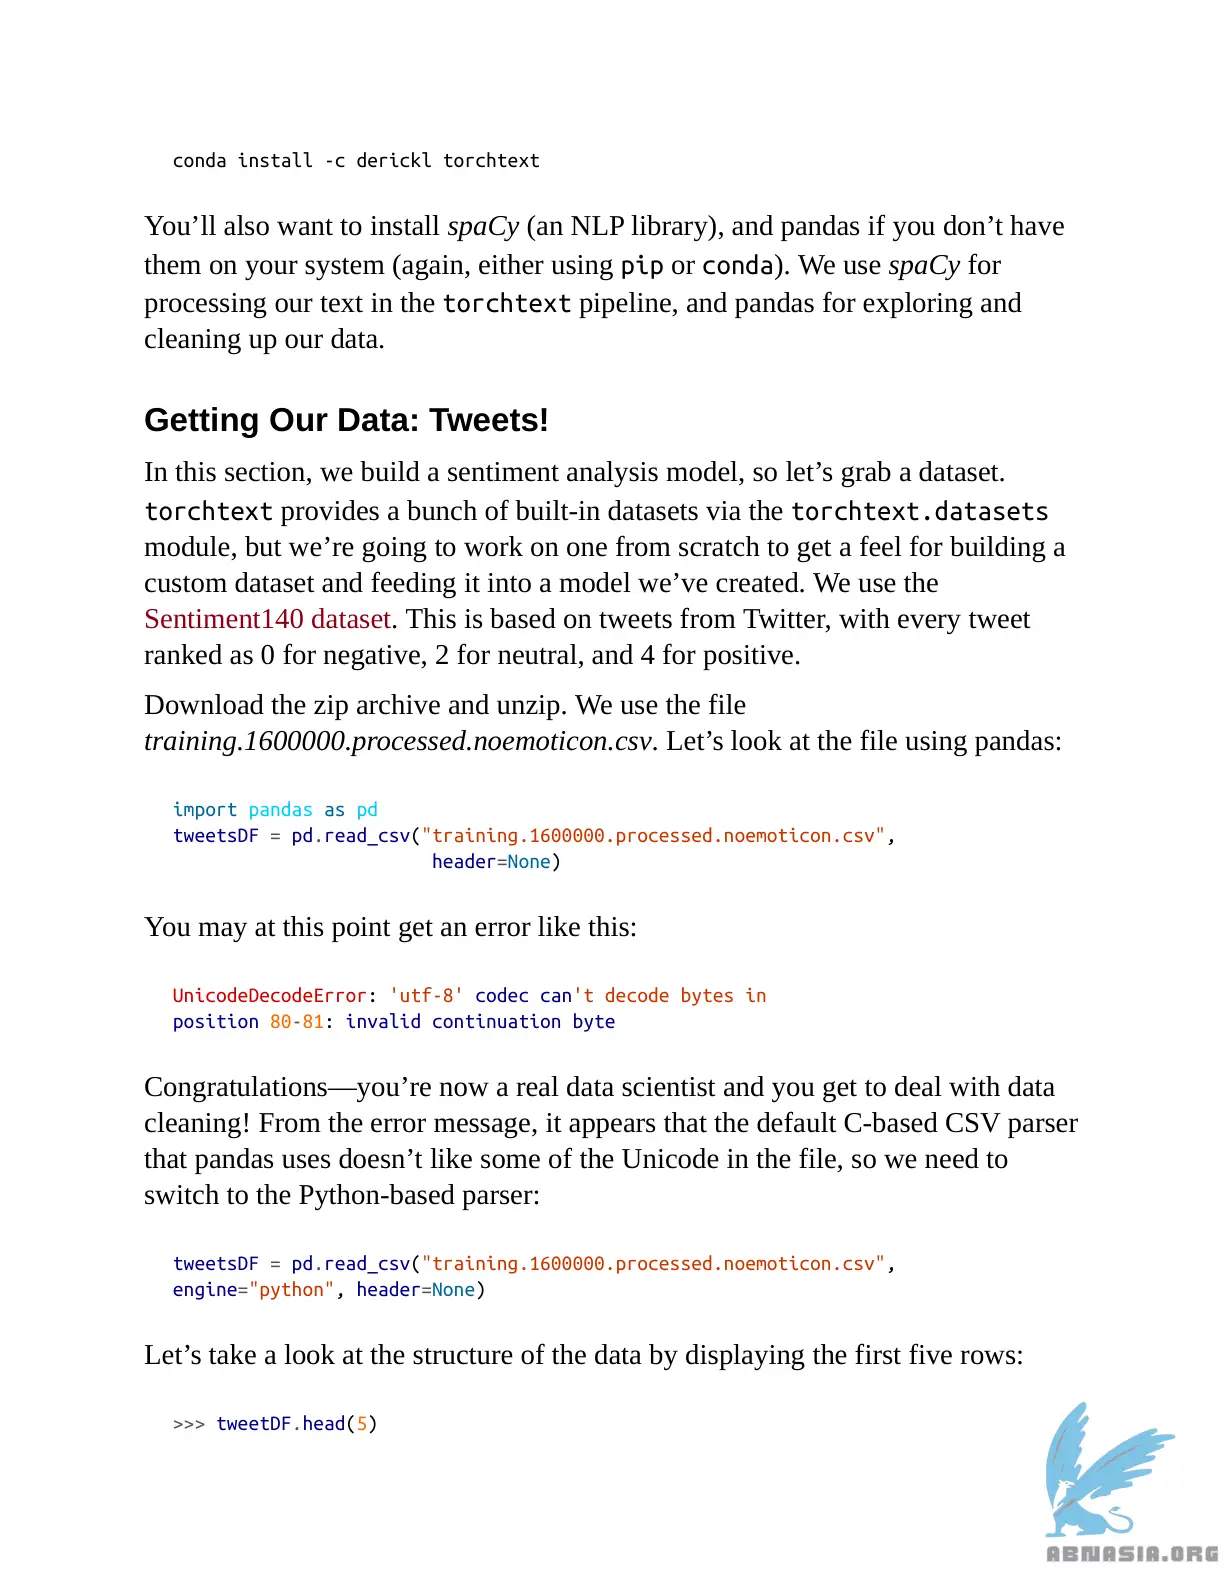 conda install -c derickl torchtext
You’ll also want to install spaCy (an NLP library), and pandas if you don’t have
them on your system (again, either using pip or conda). We use spaCy for
processing our text in the torchtext pipeline, and pandas for exploring and
cleaning up our data.
Getting Our Data: Tweets!
In this section, we build a sentiment analysis model, so let’s grab a dataset.
torchtext provides a bunch of built-in datasets via the torchtext.datasets
module, but we’re going to work on one from scratch to get a feel for building a
custom dataset and feeding it into a model we’ve created. We use the
Sentiment140 dataset. This is based on tweets from Twitter, with every tweet
ranked as 0 for negative, 2 for neutral, and 4 for positive.
Download the zip archive and unzip. We use the file
training.1600000.processed.noemoticon.csv. Let’s look at the file using pandas:
import pandas as pd
tweetsDF = pd.read_csv("training.1600000.processed.noemoticon.csv",
header=None)
You may at this point get an error like this:
UnicodeDecodeError: 'utf-8' codec can't decode bytes in
position 80-81: invalid continuation byte
Congratulations—you’re now a real data scientist and you get to deal with data
cleaning! From the error message, it appears that the default C-based CSV parser
that pandas uses doesn’t like some of the Unicode in the file, so we need to
switch to the Python-based parser:
tweetsDF = pd.read_csv("training.1600000.processed.noemoticon.csv",
engine="python", header=None)
Let’s take a look at the structure of the data by displaying the first five rows:
>>> tweetDF.head(5)
ABNASIA.ORG